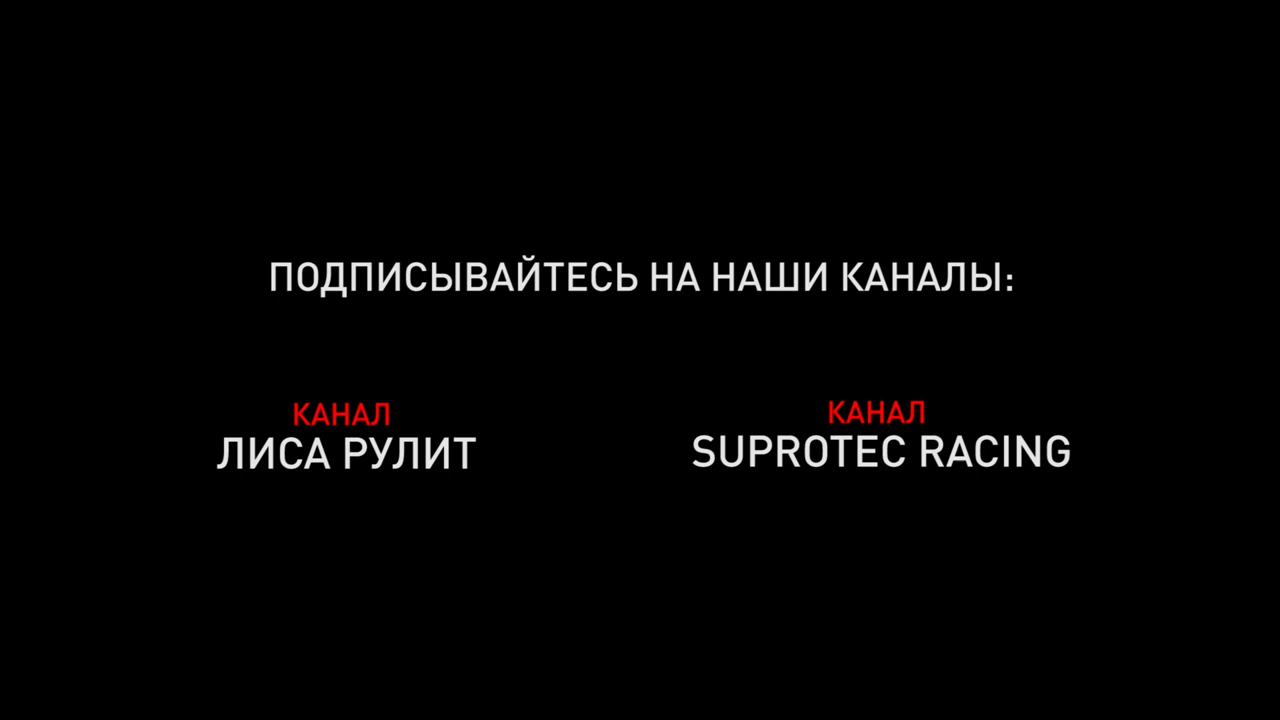 ПОДПИСЫВАЙТЕСЬ НА НАШИ КАНАЛЫ:
КАНАЛ
ЛИСА РУЛИТ
КАНАЛ
SUPROTEC RACING